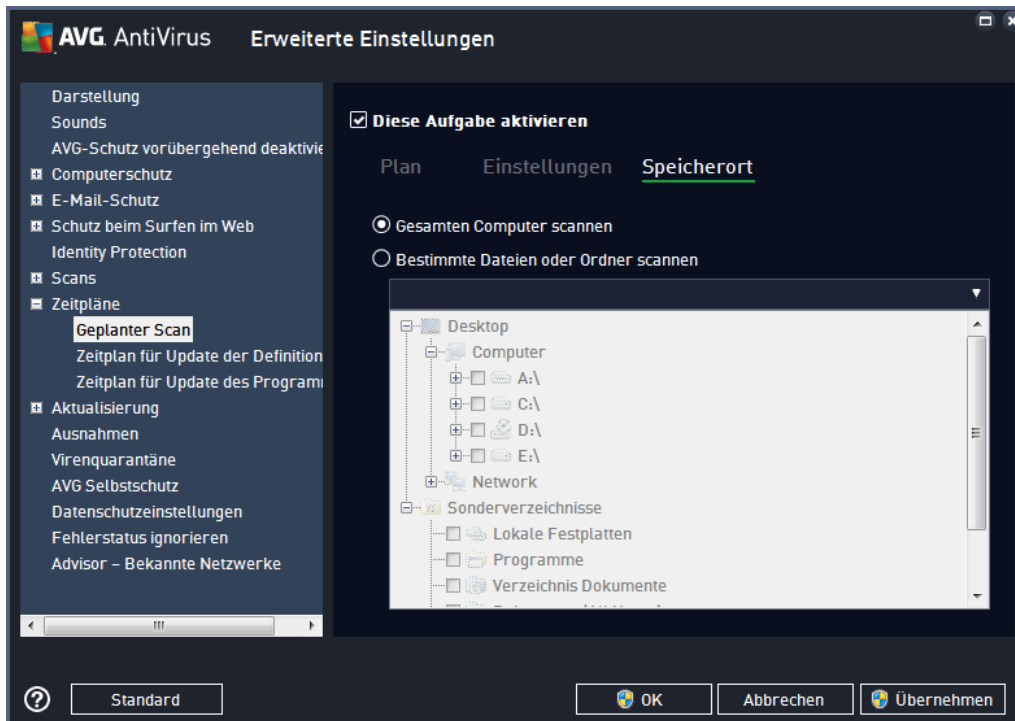 AVG. AntiVirus Erweiterte Einstellungen
Darstellung
Sounds
AVG-Schutz vorübergehend deaktivie
Computerschutz
E-Mail-Schutz
Schutz beim Surfen im Web
Identity Protection
Scans
Zeitpläne
Geplanter Scan
Zeitplan für Update der Definition
Zeitplan für Update des Program
Aktualisierung
Ausnahmen
Virenquarantäne
AVG Selbstschutz
Datenschutzeinstellungen
Fehlerstatus ignorieren
Advisor – Bekannte Netzwerke
Diese Aufgabe aktivieren
Plan Einstellungen Speicherort
Gesamten Computer scannen
Bestimmte Dateien oder Ordner scannen
Desktop
Computer
A:\
C:\
D:\
E:\
Network
Sonderverzeichnisse
Lokale Festplatten
Programme
Verzeichnis Dokumente
? Standard OK Abbrechen Übernehmen